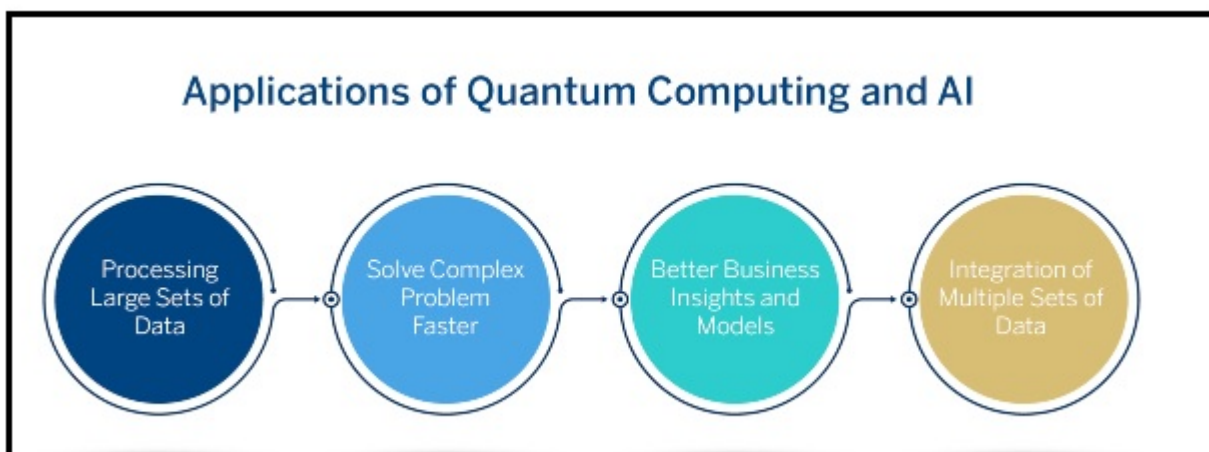 Applications of Quantum Computing and AI
Processing
Large Sets of
Data
Solve Complex
Problem
Faster
Better Business
Insights and
Models
Integration of
Multiple Sets of
Data